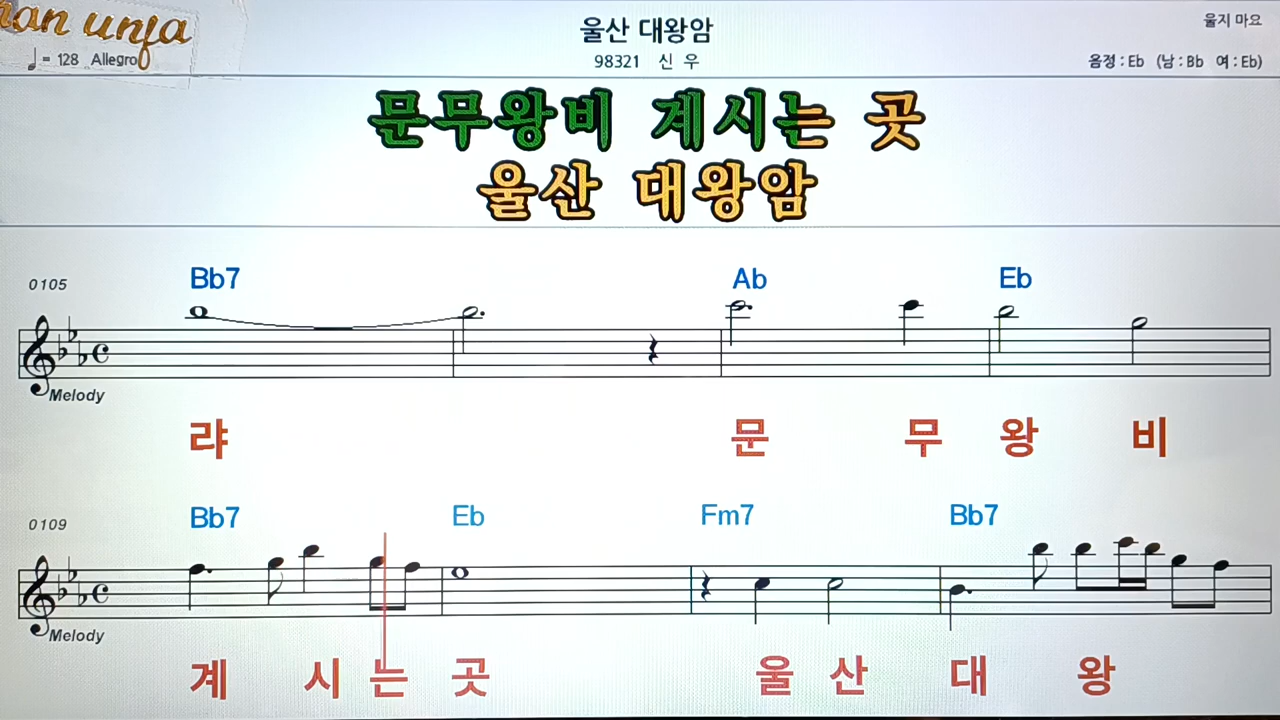 nan unja
울산 대왕암
울지 마요
♩ = 128 Allegro
98321 신 우
음정 : Eb (남 : Bb 여 : Eb)
문무왕비 계시는 곳
울산 대왕암
0105 Bb7 Ab Eb
Melody
랴 문 무 왕 비
0109 Bb7 Eb Fm7 Bb7
Melody
계 시 는 곳 울 산 대 왕